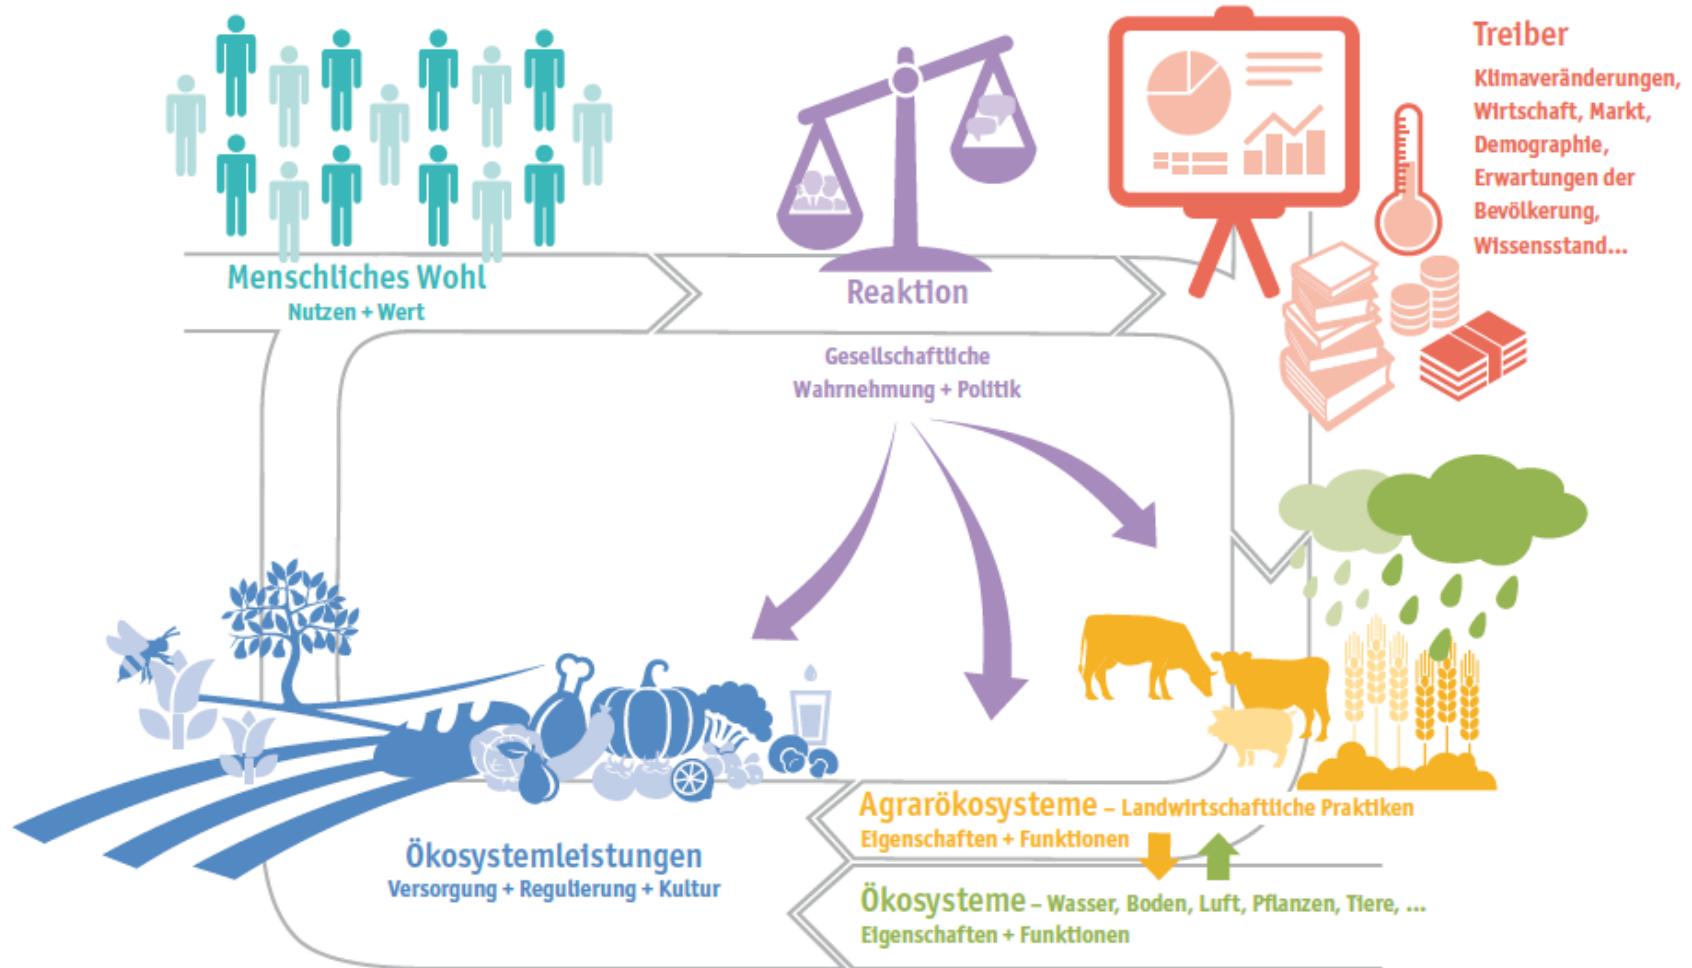 Treiber
Klimaveränderungen,
Wirtschaft, Markt,
Demographie,
Erwartungen der
Bevölkerung,
Wissensstand...
Menschliches Wohl
Nutzen + Wert
Reaktion
Gesellschaftliche
Wahrnehmung + Politik
Agrarökosysteme – Landwirtschaftliche Praktiken
Eigenschaften + Funktionen
Ökosystemleistungen
Versorgung + Regulierung + Kultur
Ökosysteme – Wasser, Boden, Luft, Pflanzen, Tiere, ...
Eigenschaften + Funktionen